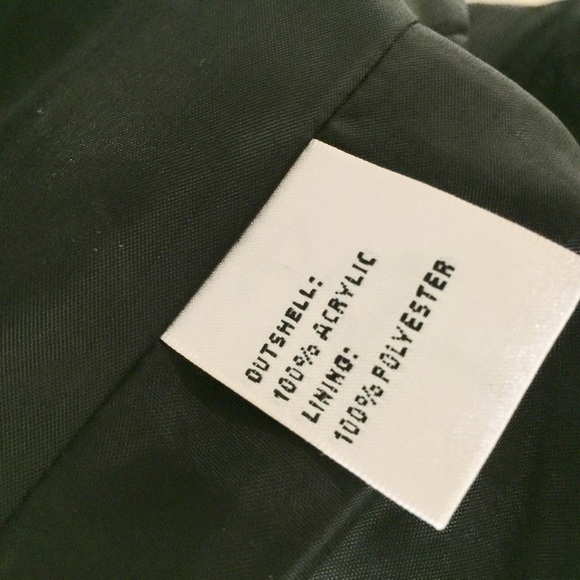 OUTSHELL:
100% ACRYLIC
LINING:
100% POLYESTER